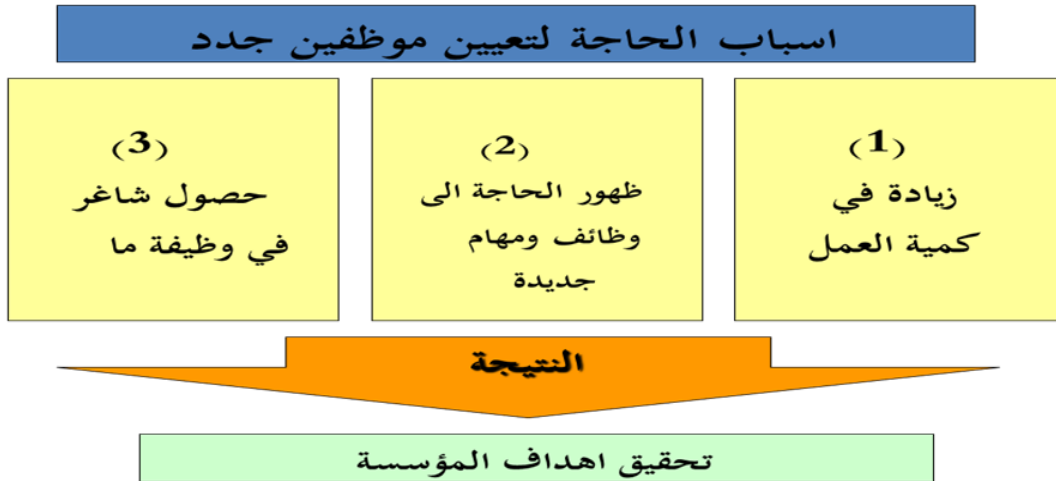 اسباب الحاجة لتعيين موظفين جدد
(1)
زيادة في
كمية العمل
(2)
ظهور الحاجة الى
وظائف ومهام
جديدة
(3)
حصول شاغر
في وظيفة ما
النتيجة
تحقيق اهداف المؤسسة